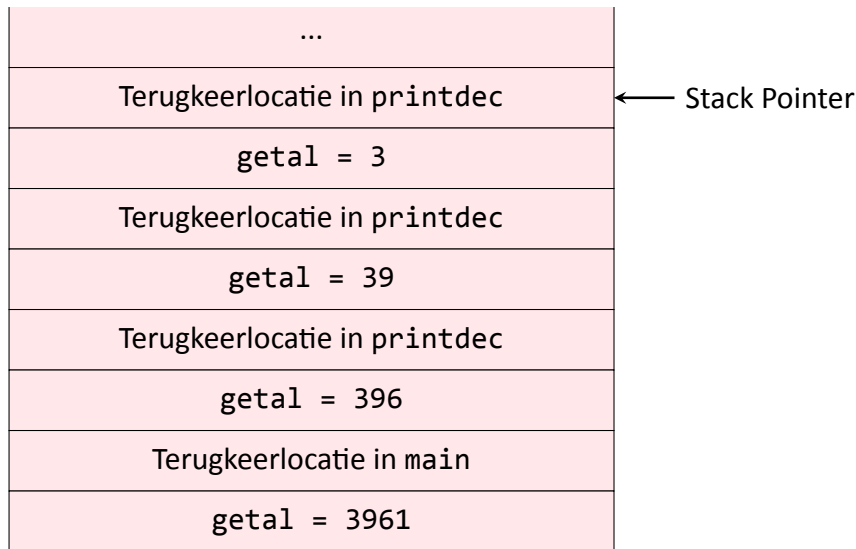 ...
Terugkeerlocatie in printdec
Stack Pointer
getal = 3
Terugkeerlocatie in printdec
getal = 39
Terugkeerlocatie in printdec
getal = 396
Terugkeerlocatie in main
getal = 3961